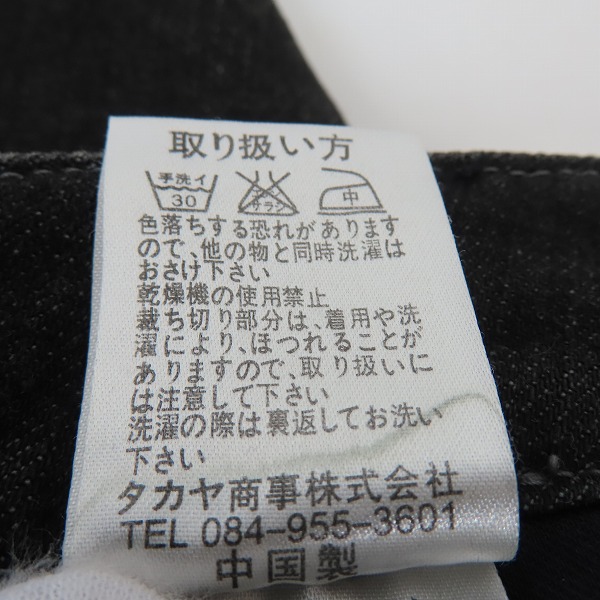 取り扱い方
手洗イ 30 サラシ 中
色落ちする恐れがあります
ので、他の物と同時洗濯は
おさけ下さい
乾燥機の使用禁止
裁ち切り部分は、着用や洗
濯により、ほつれることが
ありますので、取り扱いに
は注意して下さい
洗濯の際は裏返してお洗い
下さい
タカヤ商事株式会社
TEL 084-955-3601
中国製